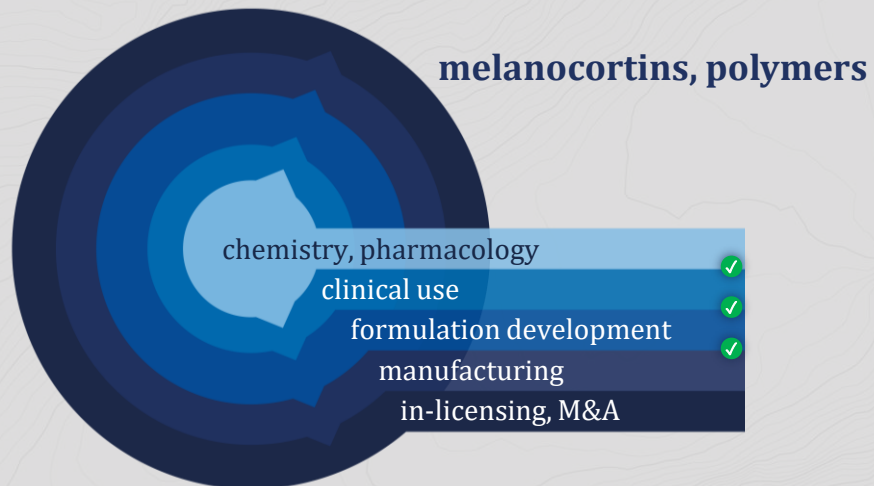 melanocortins, polymers
chemistry, pharmacology
clinical use
formulation development
manufacturing
in-licensing, M&A